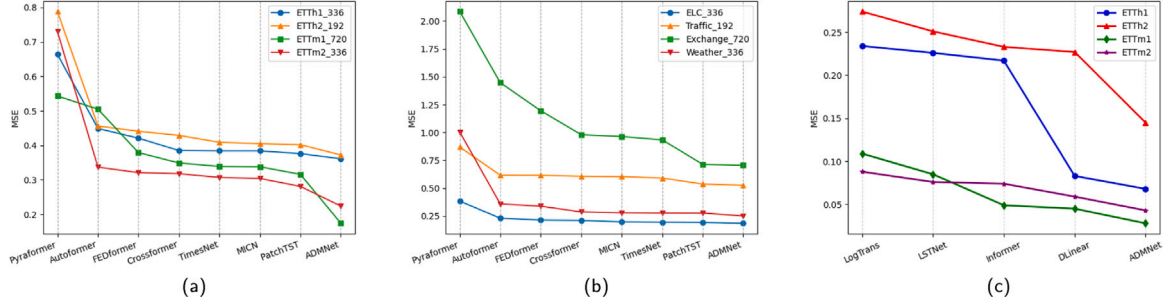 0.8
0.7
0.6
0.5
0.4
0.3
0.2
MSE
ETTh1_336
ETTh2_192
ETTm1_720
ETTm2_336
Pyraformer
Autoformer
FEDformer
Crossformer
TimesNet
MICN
PatchTST
ADMNet
(a)
2.00
1.75
1.50
1.25
1.00
0.75
0.50
0.25
MSE
ELC_336
Traffic_192
Exchange_720
Weather_336
Pyraformer
Autoformer
FEDformer
Crossformer
MICN
TimesNet
PatchTST
ADMNet
(b)
0.25
0.20
0.15
0.10
0.05
MSE
ETTh1
ETTh2
ETTm1
ETTm2
LogTrans
LSTNet
Informer
DLinear
ADMNet
(c)